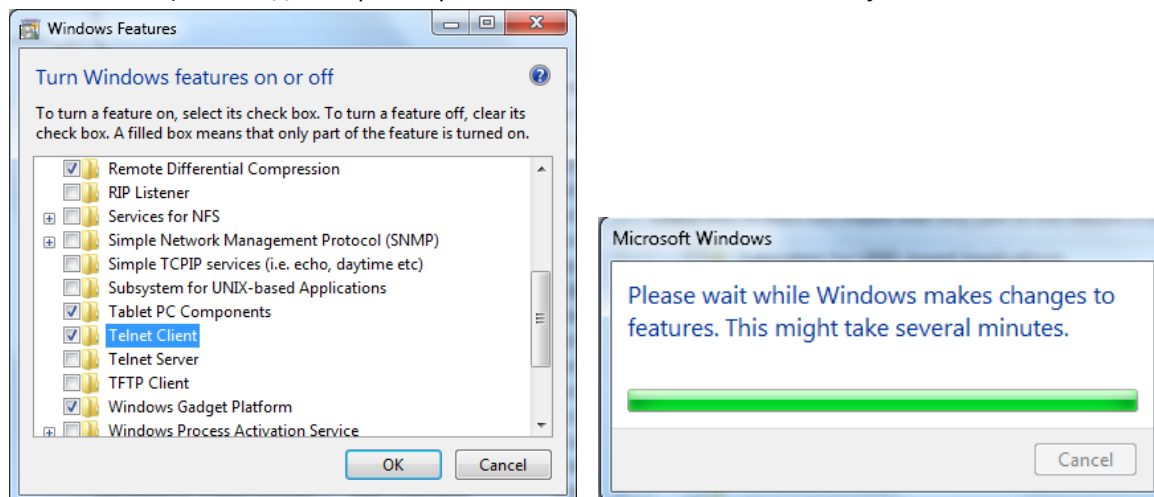 Windows Features
Turn Windows features on or off
To turn a feature on, select its check box. To turn a feature off, clear its
check box. A filled box means that only part of the feature is turned on.
Remote Differential Compression
RIP Listener
Services for NFS
Simple Network Management Protocol (SNMP)
Simple TCPIP services (i.e. echo, daytime etc)
Subsystem for UNIX-based Applications
Tablet PC Components
Telnet Client
Telnet Server
TFTP Client
Windows Gadget Platform
Windows Process Activation Service
OK
Cancel
Microsoft Windows
Please wait while Windows makes changes to
features. This might take several minutes.
Cancel